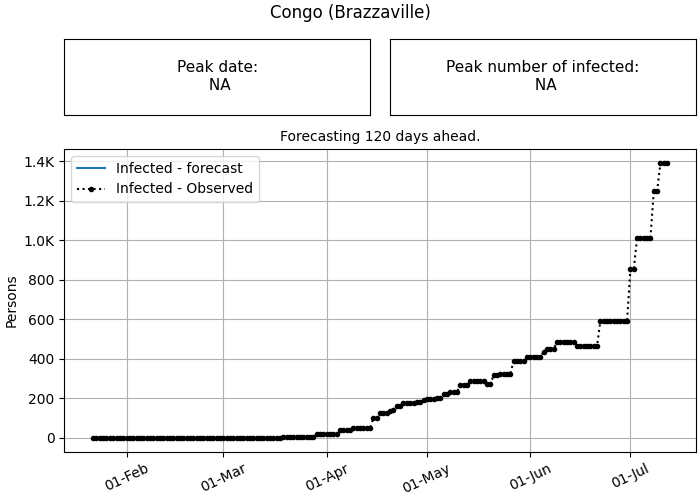 Congo (Brazzaville)
Peak date:
NA
Peak number of infected:
NA
Forecasting 120 days ahead.
Infected - forecast
Infected - Observed
1.4K
1.2K
1.0K
800
600
400
200
0
Persons
01-Feb
01-Mar
01-Apr
01-May
01-Jun
01-Jul